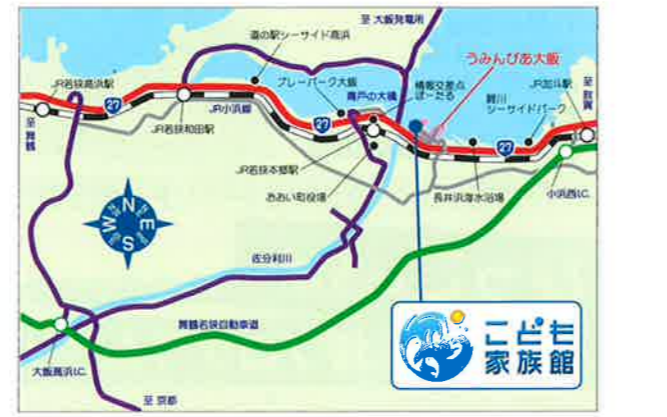 至 大飯発電所
道の駅シーサイド高浜
うみんぴあ大飯
JR若狭高浜駅
プレーパーク大飯
青戸の大橋
情報交差点
ぽーたる
JR加斗駅
至 敦賀
鯉川
シーサイドパーク
27
JR小浜線
27
至 舞鶴
JR若狭和田駅
27
JR若狭本郷駅
おおい町役場
長井浜海水浴場
小浜西I.C.
N
W
E
S
佐分利川
舞鶴若狭自動車道
こども
家族館
大飯高浜I.C.
至 京都